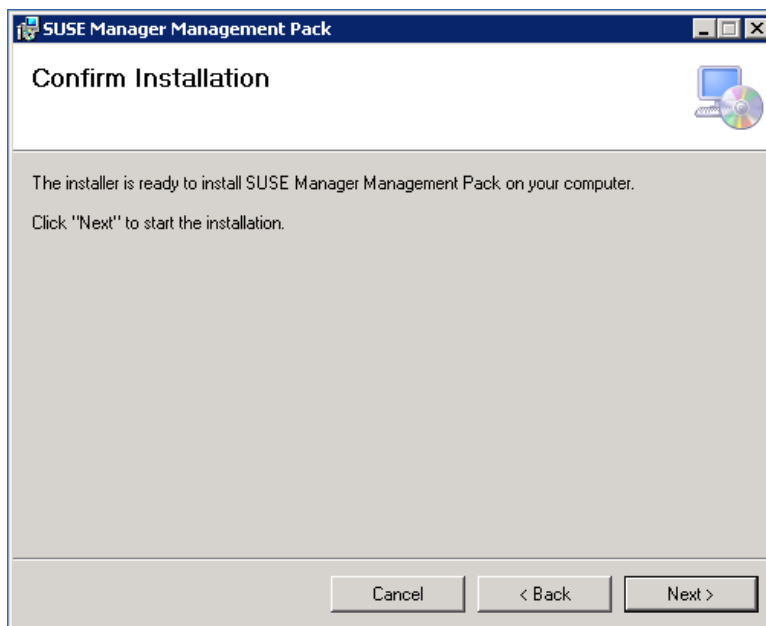 SUSE Manager Management Pack
Confirm Installation
The installer is ready to install SUSE Manager Management Pack on your computer.
Click "Next" to start the installation.
Cancel
< Back
Next >